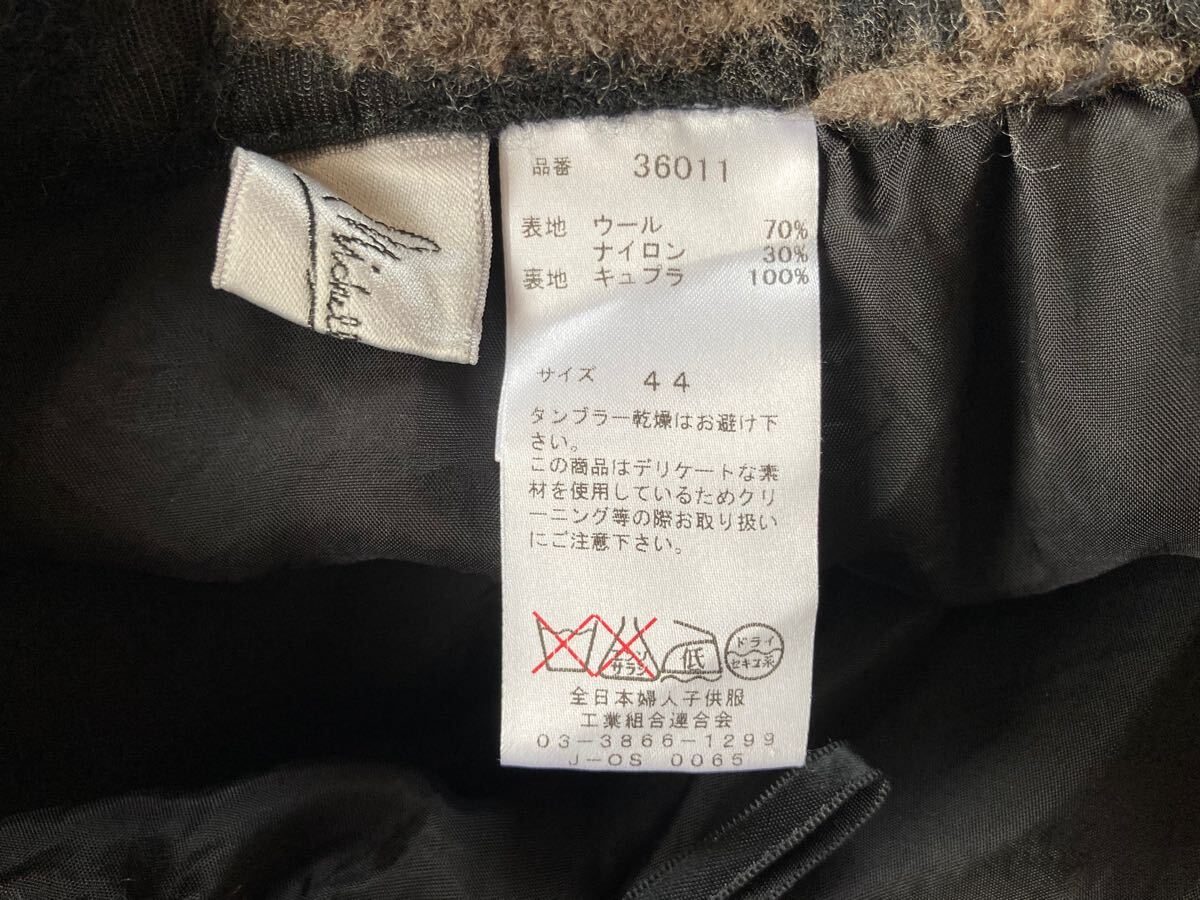 品番 36011
表地 ウール 70%
ナイロン 30%
裏地 キュプラ 100%
サイズ 44
タンブラー乾燥はお避け下
さい。
この商品はデリケートな素
材を使用しているためクリ
ーニング等の際お取り扱い
にご注意下さい。
サラシ 低 ドライ
セキユ系
全日本婦人子供服
工業組合連合会
03-3866-1299
J-OS 0065